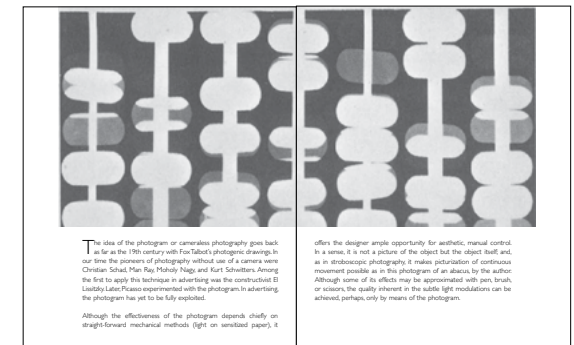 The idea of the photogram or cameraless photography goes back
as far as the 19th century with Fox Talbot's photogenic drawings. In
our time the pioneers of photography without use of a camera were
Christian Schad, Man Ray, Moholy Nagy, and Kurt Schwitters. Among
the first to apply this technique in advertising was the constructivist El
Lissitzky. Later, Picasso experimented with the photogram. In advertising,
the photogram has yet to be fully exploited.
Although the effectiveness of the photogram depends chiefly on
straight-forward mechanical methods (light on sensitized paper), it
offers the designer ample opportunity for aesthetic, manual control.
In a sense, it is not a picture of the object but the object itself; and,
as in stroboscopic photography, it makes picturization of continuous
movement possible as in this photogram of an abacus, by the author.
Although some of its effects may be approximated with pen, brush,
or scissors, the quality inherent in the subtle light modulations can be
achieved, perhaps, only by means of the photogram.